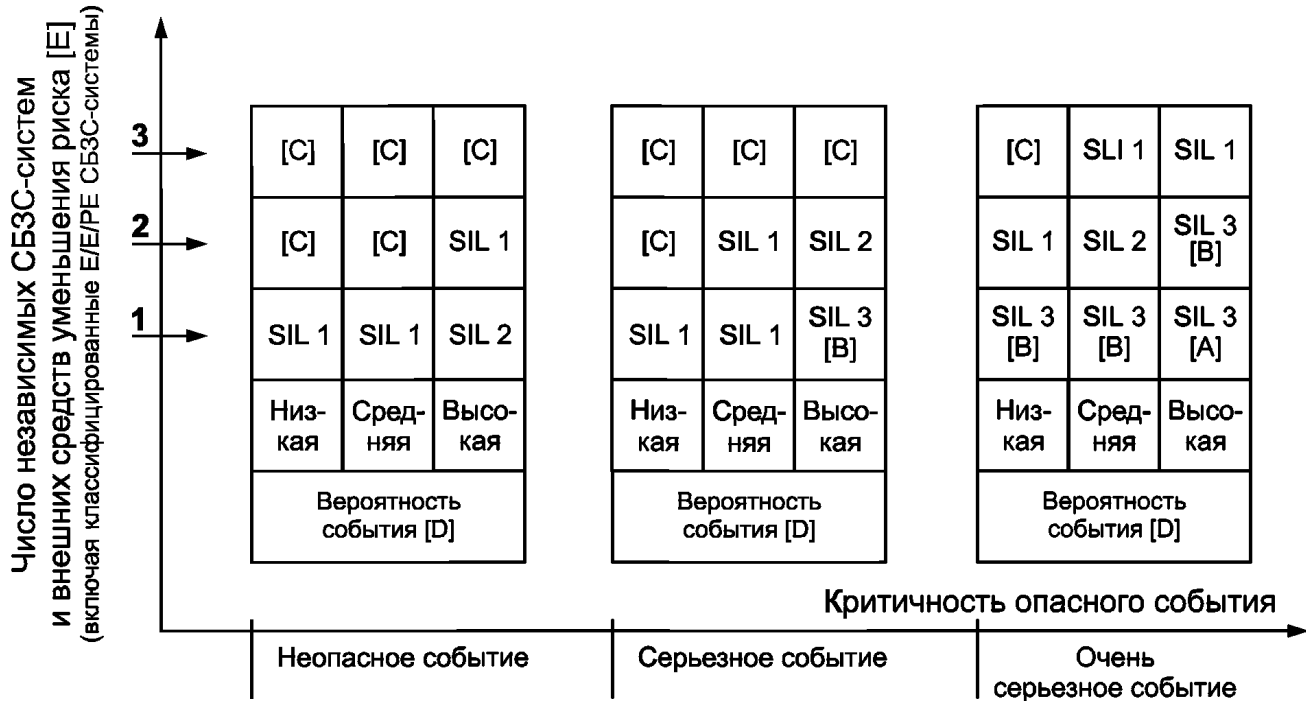 Число независимых СБЗС-систем
и внешних средств уменьшения риска [E]
(включая классифицированные E/E/PE СБЗС-системы)
3
[C] [C] [C]
[C] [C] [C]
[C] SLI 1 SIL 1
2
[C] [C] SIL 1
[C] SIL 1 SIL 2
SIL 1 SIL 2 SIL 3
[B]
1
SIL 1 SIL 1 SIL 2
SIL 1 SIL 1 SIL 3
[B]
SIL 3 SIL 3 SIL 3
[B] [B] [A]
Низ- Сред- Высо-
кая няя кая
Низ- Сред- Высо-
кая няя кая
Низ- Сред- Высо-
кая няя кая
Вероятность
события [D]
Вероятность
события [D]
Вероятность
события [D]
Критичность опасного события
Неопасное событие
Серьезное событие
Очень
серьезное событие